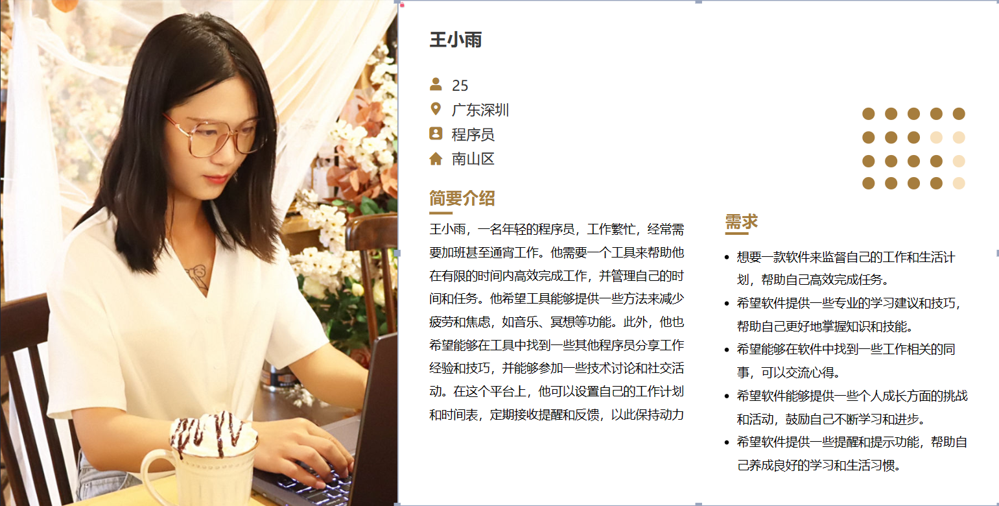 王小雨
25
广东深圳
程序员
南山区
简要介绍
王小雨，一名年轻的程序员，工作繁忙，经常需
要加班甚至通宵工作。他需要一个工具来帮助他
在有限的时间内高效完成工作，并管理自己的时
间和任务。他希望工具能够提供一些方法来减少
疲劳和焦虑，如音乐、冥想等功能。此外，他也
希望能够在工具中找到一些其他程序员分享工作
经验和技巧，并能够参加一些技术讨论和社交活
动。在这个平台上，他可以设置自己的工作计划
和时间表，定期接收提醒和反馈，以此保持动力
需求
• 想要一款软件来监督自己的工作和生活计
划，帮助自己高效完成任务。
• 希望软件提供一些专业的学习建议和技巧，
帮助自己更好地掌握知识和技能。
• 希望能够在软件中找到一些工作相关的同
事，可以交流心得。
• 希望软件能够提供一些个人成长方面的挑战
和活动，鼓励自己不断学习和进步。
• 希望软件提供一些提醒和提示功能，帮助自
己养成良好的学习和生活习惯。